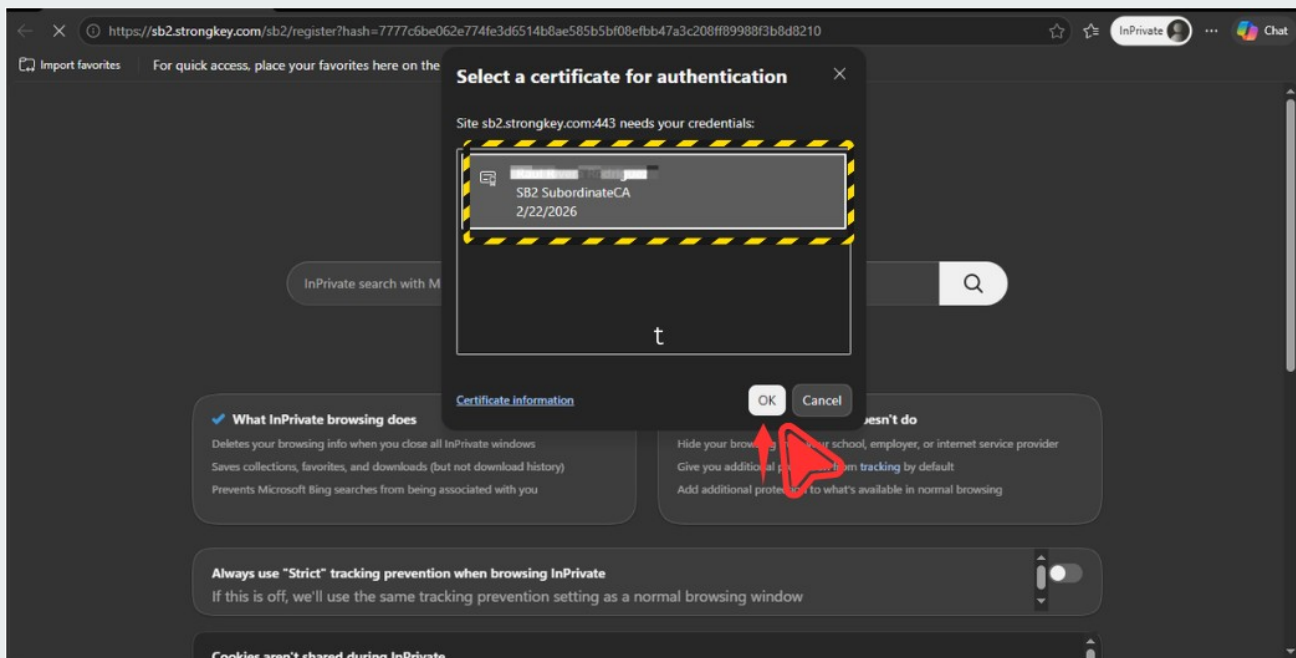 https://sb2.strongkey.com/sb2/register?hash=7777c6be062e774fe3d6514b8ae585b5bf08efbb47a3c208ff89988f3b8d8210
InPrivate
Chat
Import favorites
For quick access, place your favorites here on the
Select a certificate for authentication
Site sb2.strongkey.com:443 needs your credentials:
SB2 SubordinateCA
2/22/2026
InPrivate search with M
t
Certificate information
OK
Cancel
What InPrivate browsing does
Deletes your browsing info when you close all InPrivate windows
Saves collections, favorites, and downloads (but not download history)
Prevents Microsoft Bing searches from being associated with you
esn't do
Hide your brow your school, employer, or internet service provider
Give you additional p from tracking by default
Add additional protection to what's available in normal browsing
Always use "Strict" tracking prevention when browsing InPrivate
If this is off, we'll use the same tracking prevention setting as a normal browsing window
Cookies aren't shared during InPrivate